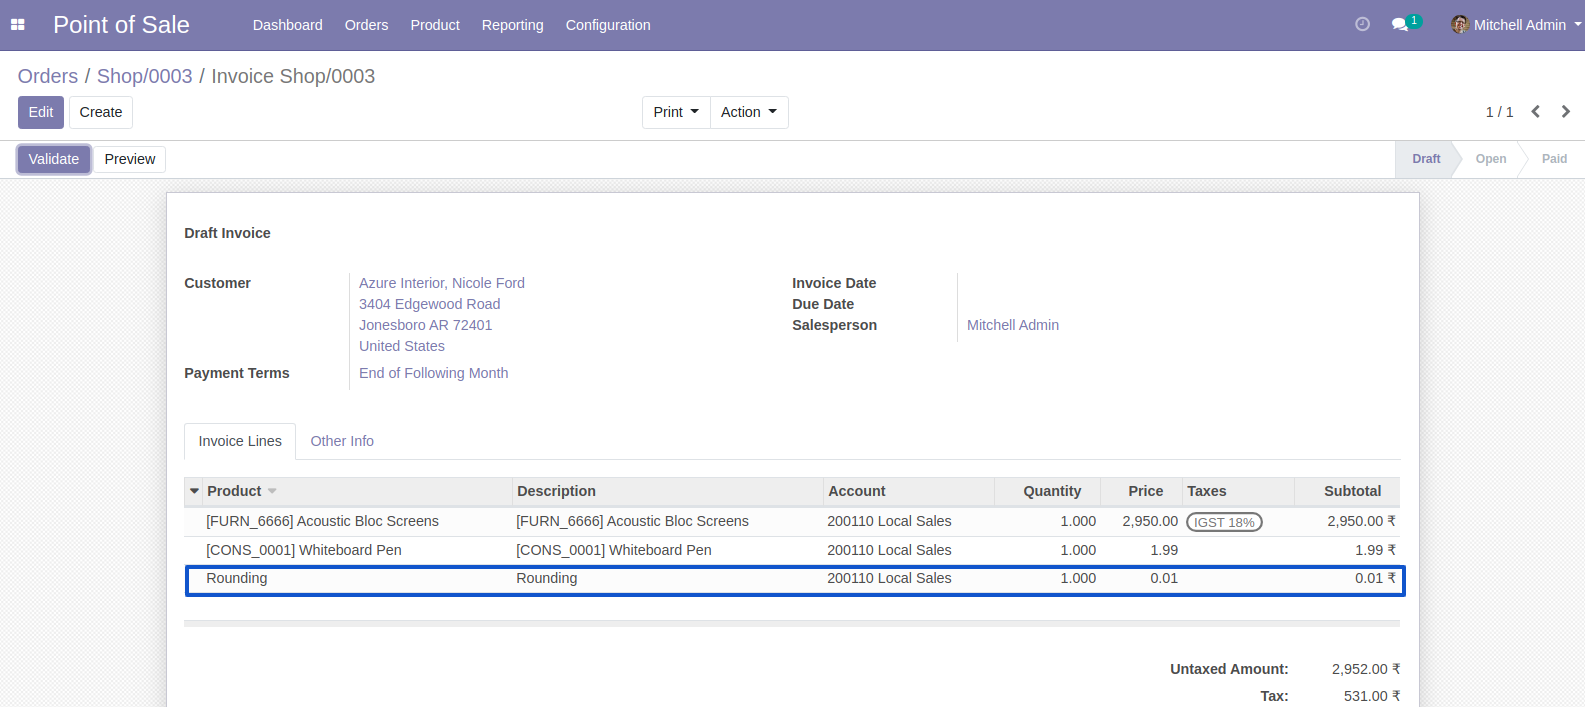 Point of Sale Dashboard Orders Product Reporting Configuration 1 Mitchell Admin
Orders / Shop/0003 / Invoice Shop/0003
Edit Create Print Action 1 / 1
Validate Preview Draft Open Paid
Draft Invoice
Customer Azure Interior, Nicole Ford Invoice Date
3404 Edgewood Road Due Date
Jonesboro AR 72401 Salesperson Mitchell Admin
United States
Payment Terms End of Following Month
Invoice Lines Other Info
Product Description Account Quantity Price Taxes Subtotal
[FURN_6666] Acoustic Bloc Screens [FURN_6666] Acoustic Bloc Screens 200110 Local Sales 1.000 2,950.00 IGST 18% 2,950.00 ₹
[CONS_0001] Whiteboard Pen [CONS_0001] Whiteboard Pen 200110 Local Sales 1.000 1.99 1.99 ₹
Rounding Rounding 200110 Local Sales 1.000 0.01 0.01 ₹
Untaxed Amount: 2,952.00 ₹
Tax: 531.00 ₹